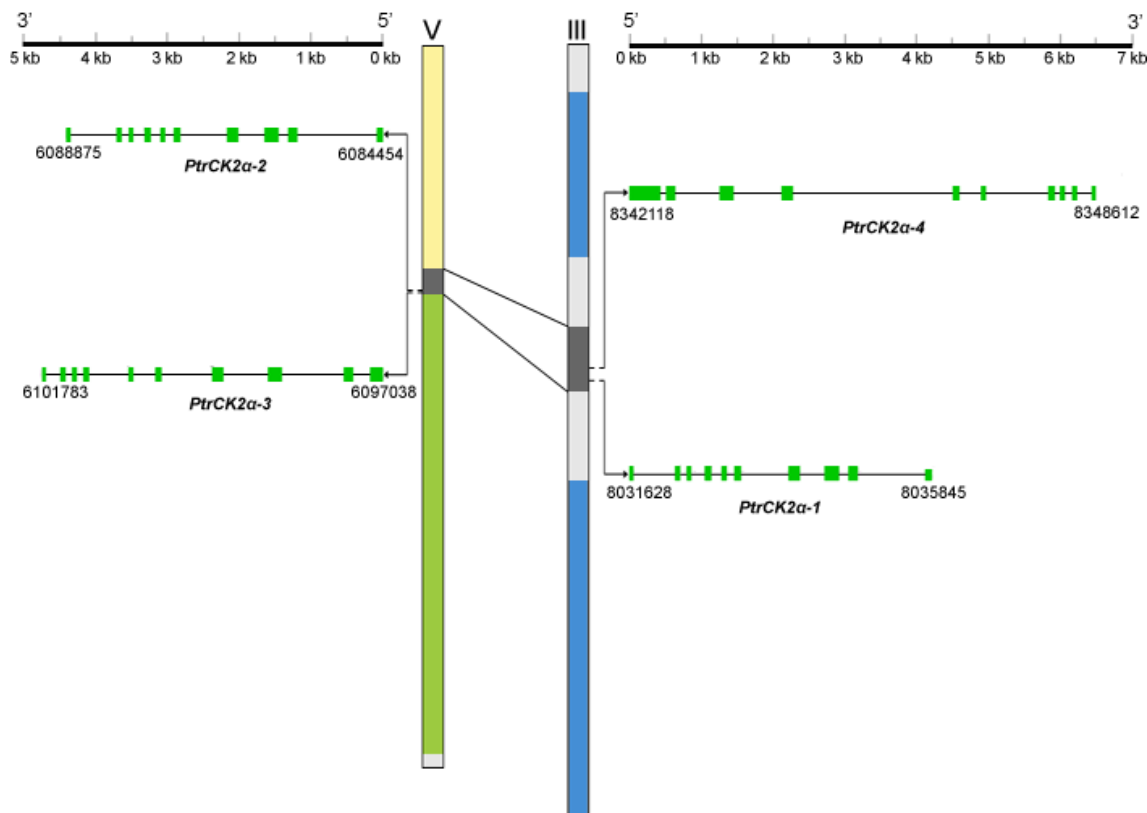 3’ 5’
5 kb 4 kb 3 kb 2 kb 1 kb 0 kb
V
III
5’ 3’
0 kb 1 kb 2 kb 3 kb 4 kb 5 kb 6 kb 7 kb
6088875 6084454
PtrCK2α-2
8342118 8348612
PtrCK2α-4
6101783 6097038
PtrCK2α-3
8031628 8035845
PtrCK2α-1